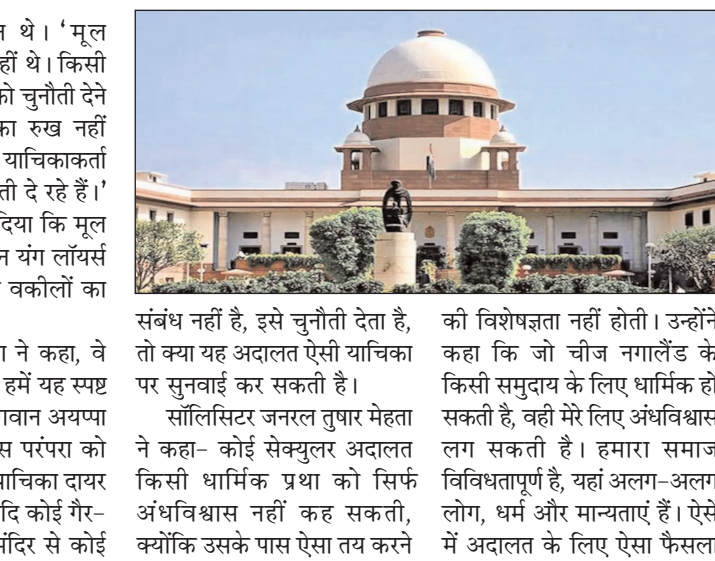 थे। ‘मूल
हीं थे। किसी
को चुनौती देने
का रुख नहीं
याचिकाकर्ता
ती दे रहे हैं।’
दिया कि मूल
न यंग लॉयर्स
वकीलों का
ने कहा, वे
हमें यह स्पष्ट
गवान अयप्पा
स परंपरा को
याचिका दायर
दि कोई गैर-
मंदिर से कोई
संबंध नहीं है, इसे चुनौती देता है,
तो क्या यह अदालत ऐसी याचिका
पर सुनवाई कर सकती है।
सॉलिसिटर जनरल तुषार मेहता
ने कहा- कोई सेक्युलर अदालत
किसी धार्मिक प्रथा को सिर्फ
अंधविश्वास नहीं कह सकती,
क्योंकि उसके पास ऐसा तय करने
की विशेषज्ञता नहीं होती। उन्होंने
कहा कि जो चीज नगालैंड के
किसी समुदाय के लिए धार्मिक हो
सकती है, वही मेरे लिए अंधविश्वास
लग सकती है। हमारा समाज
विविधतापूर्ण है, यहां अलग-अलग
लोग, धर्म और मान्यताएं हैं। ऐसे
में अदालत के लिए ऐसा फैसला